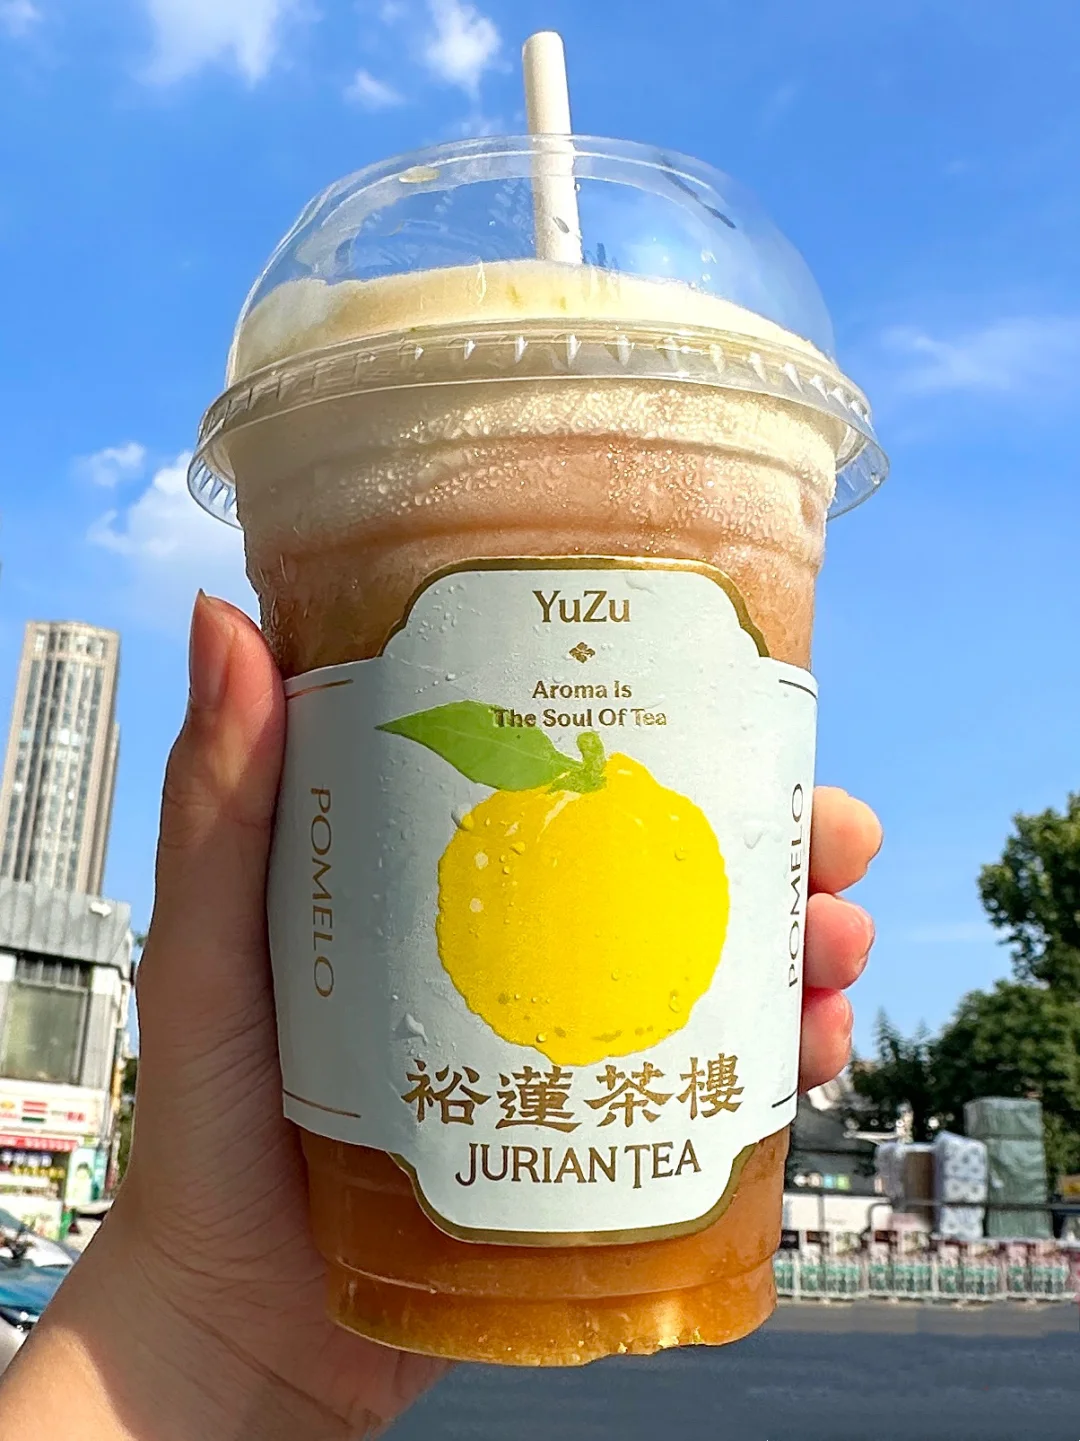 YuZu
Aroma Is
The Soul Of Tea
POMELO
POMELO
裕蓮茶樓
JURIAN TEA